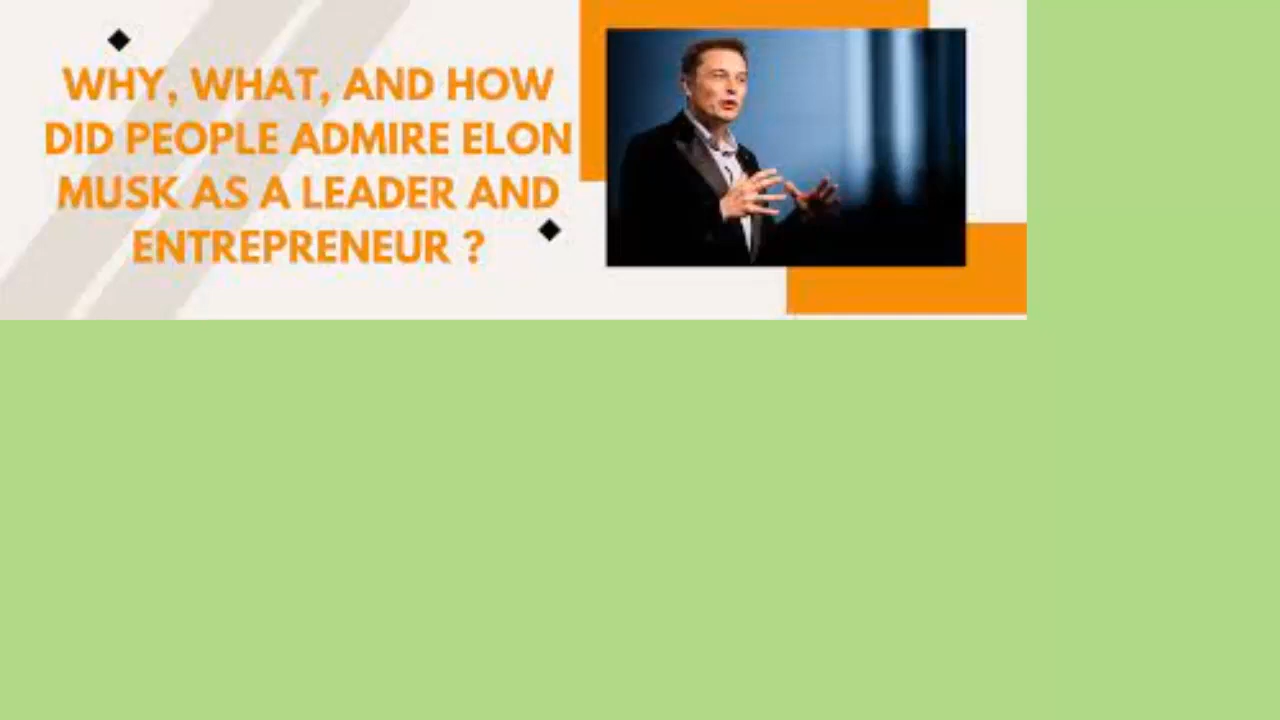 WHY, WHAT, AND HOW
DID PEOPLE ADMIRE ELON
MUSK AS A LEADER AND
ENTREPRENEUR ?